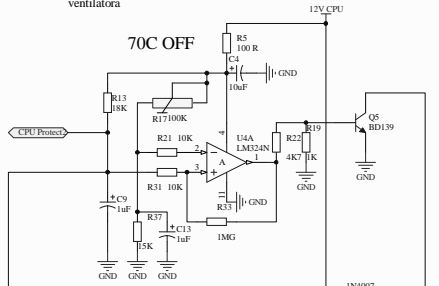 ventilatora
12V CPU
70C OFF
R5
100 R
C4
10uF
GND
R13
18K
R17100K
CPU Protect2
R21 10K
R31 10K
2
3
4
U4A
LM324N
A
1
11
GND
R33
1MG
R22
4K7
R19
1K
GND
Q5
BD139
GND
C9
1uF
R37
15K
C13
1uF
GND
GND
GND
1N4007